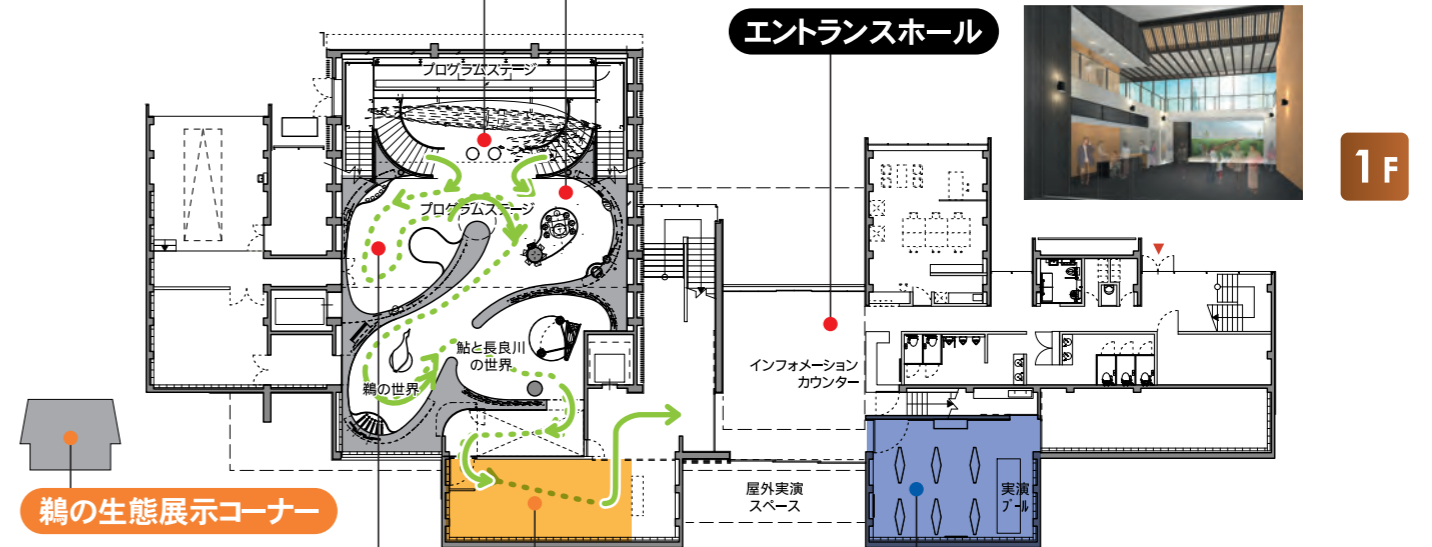 エントランスホール
1F
プログラムステージ
プログラムステージ
鮎と長良川
の世界
鵜の世界
インフォメーション
カウンター
鵜の生態展示コーナー
屋外実演
スペース
実演
プール